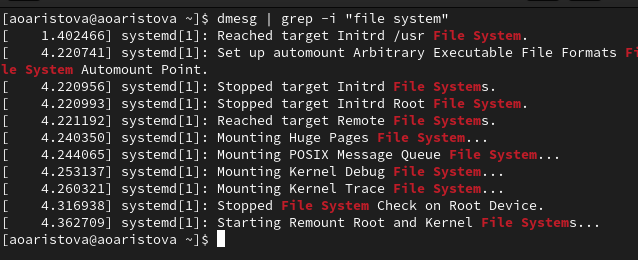 [aoaristova@aoaristova ~]$ dmesg | grep -i "file system"
[    1.402466] systemd[1]: Reached target Initrd /usr File System.
[    4.220741] systemd[1]: Set up automount Arbitrary Executable File Formats Fi
le System Automount Point.
[    4.220956] systemd[1]: Stopped target Initrd File Systems.
[    4.220993] systemd[1]: Stopped target Initrd Root File System.
[    4.221192] systemd[1]: Reached target Remote File Systems.
[    4.240350] systemd[1]: Mounting Huge Pages File System...
[    4.244065] systemd[1]: Mounting POSIX Message Queue File System...
[    4.253137] systemd[1]: Mounting Kernel Debug File System...
[    4.260321] systemd[1]: Mounting Kernel Trace File System...
[    4.316938] systemd[1]: Stopped File System Check on Root Device.
[    4.362709] systemd[1]: Starting Remount Root and Kernel File Systems...
[aoaristova@aoaristova ~]$